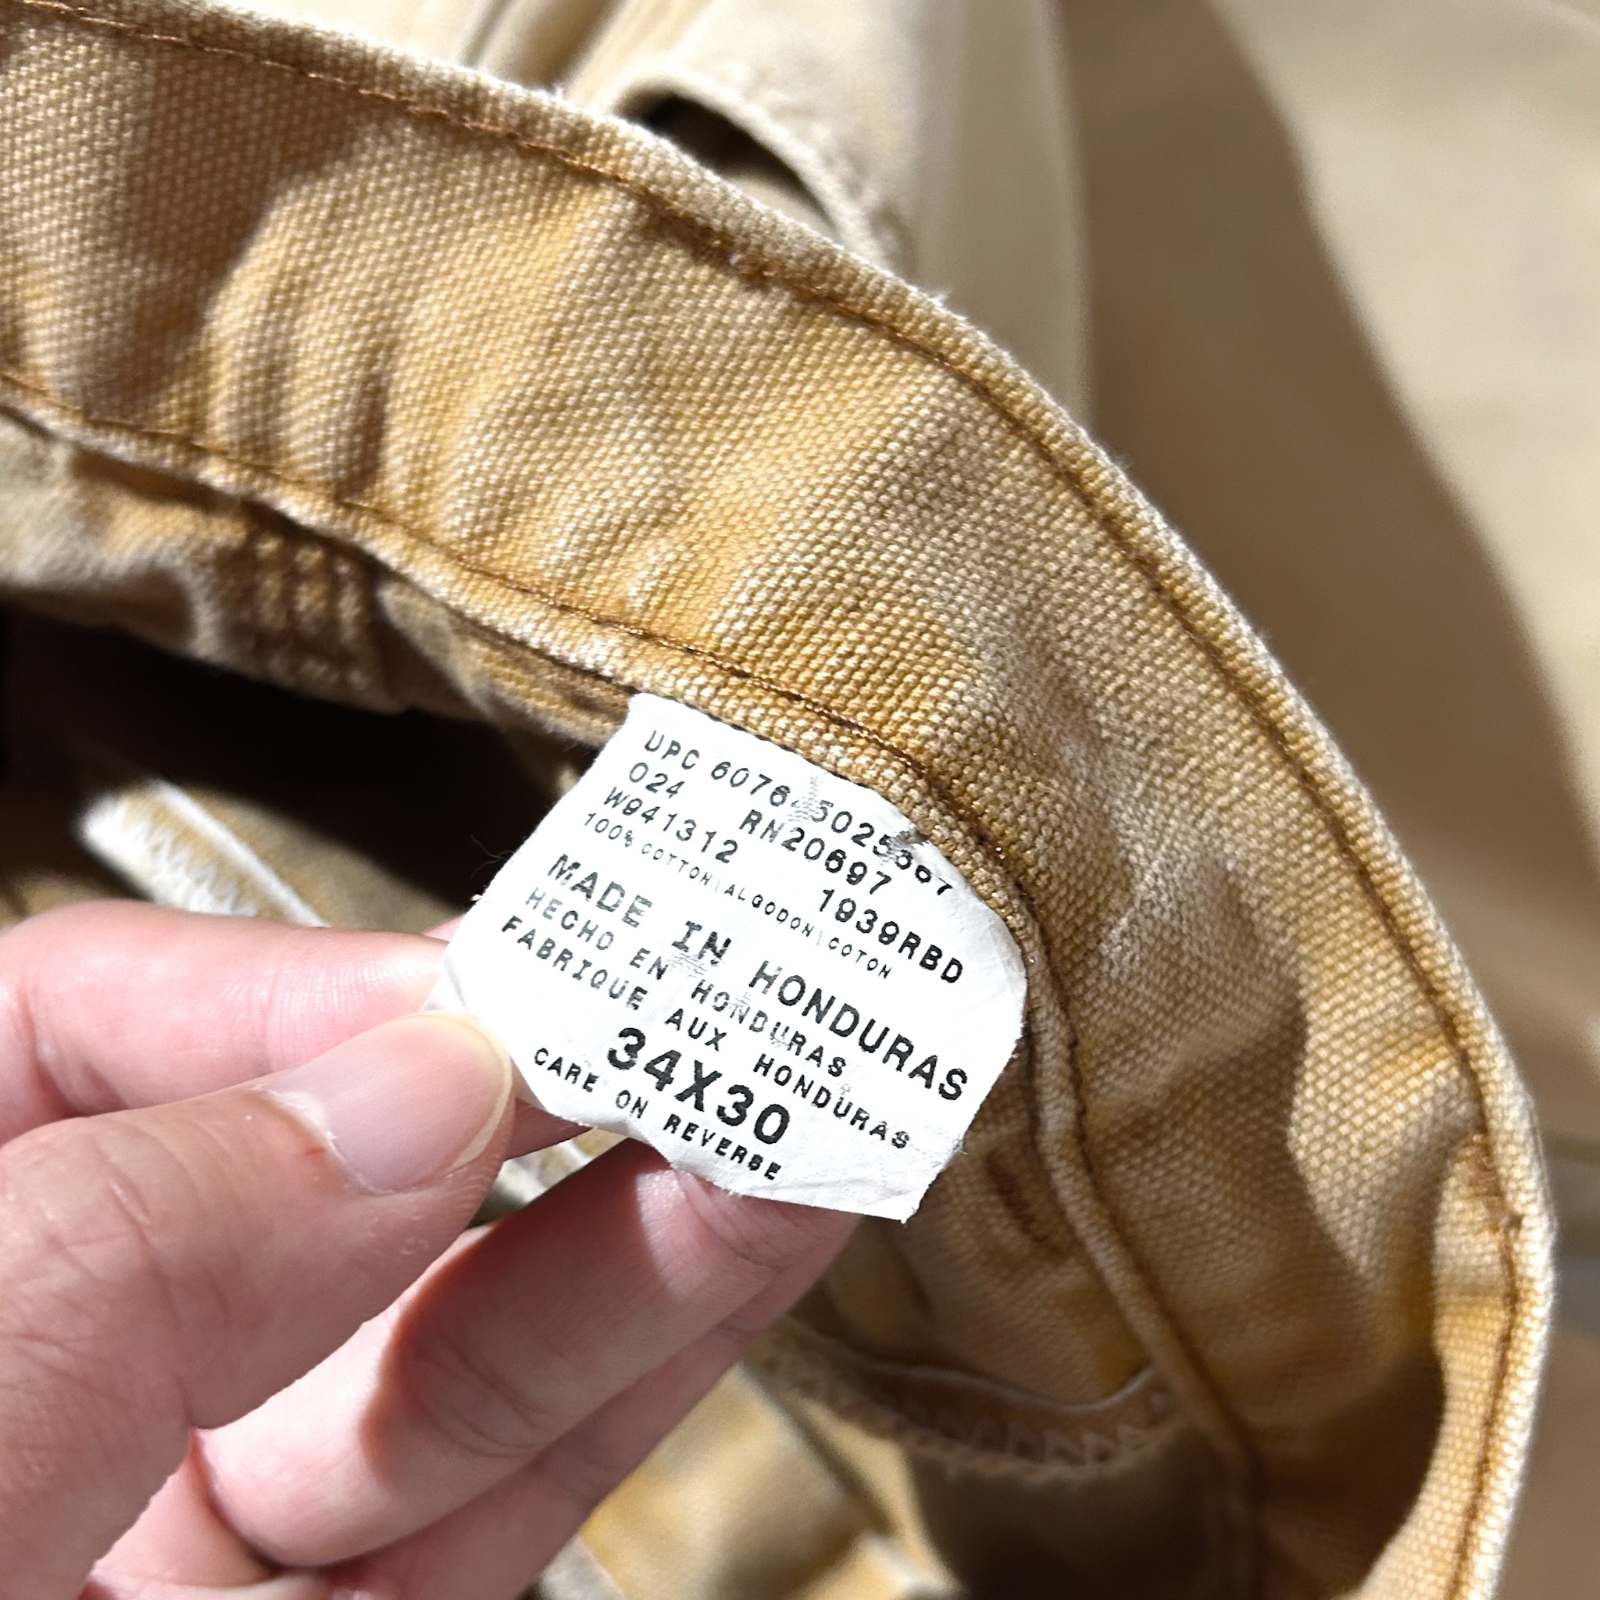 UPC 6076 5025567
024 RN20697
W941312 1939RBD
100% COTTON|ALGODON|COTON
MADE IN HONDURAS
HECHO EN HONDURAS
FABRIQUE AUX HONDURAS
34X30
CARE ON REVERSE